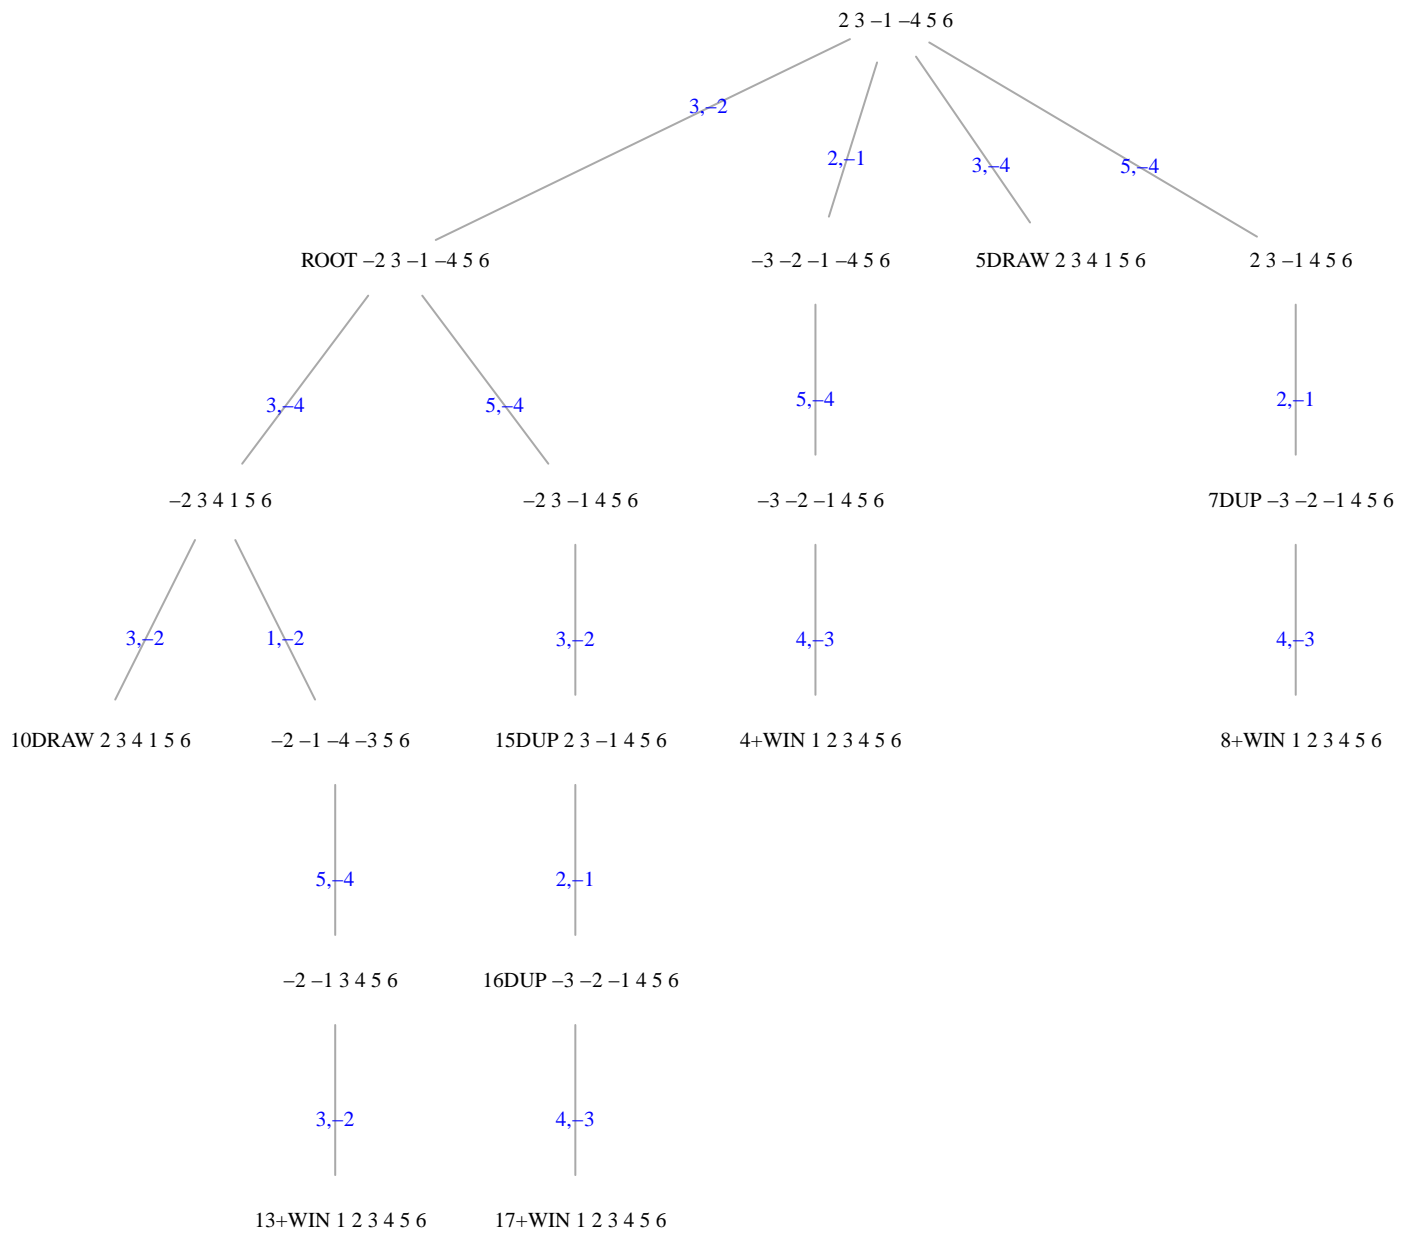 2 3 −1 −4 5 6
3,−2
2,−1
3,−4
5,−4
ROOT −2 3 −1 −4 5 6
−3 −2 −1 −4 5 6
5DRAW 2 3 4 1 5 6
2 3 −1 4 5 6
3,−4
5,−4
5,−4
2,−1
−2 3 4 1 5 6
−2 3 −1 4 5 6
−3 −2 −1 4 5 6
7DUP −3 −2 −1 4 5 6
3,−2
1,−2
3,−2
4,−3
4,−3
10DRAW 2 3 4 1 5 6
−2 −1 −4 −3 5 6
15DUP 2 3 −1 4 5 6
4+WIN 1 2 3 4 5 6
8+WIN 1 2 3 4 5 6
5,−4
2,−1
−2 −1 3 4 5 6
16DUP −3 −2 −1 4 5 6
3,−2
4,−3
13+WIN 1 2 3 4 5 6
17+WIN 1 2 3 4 5 6